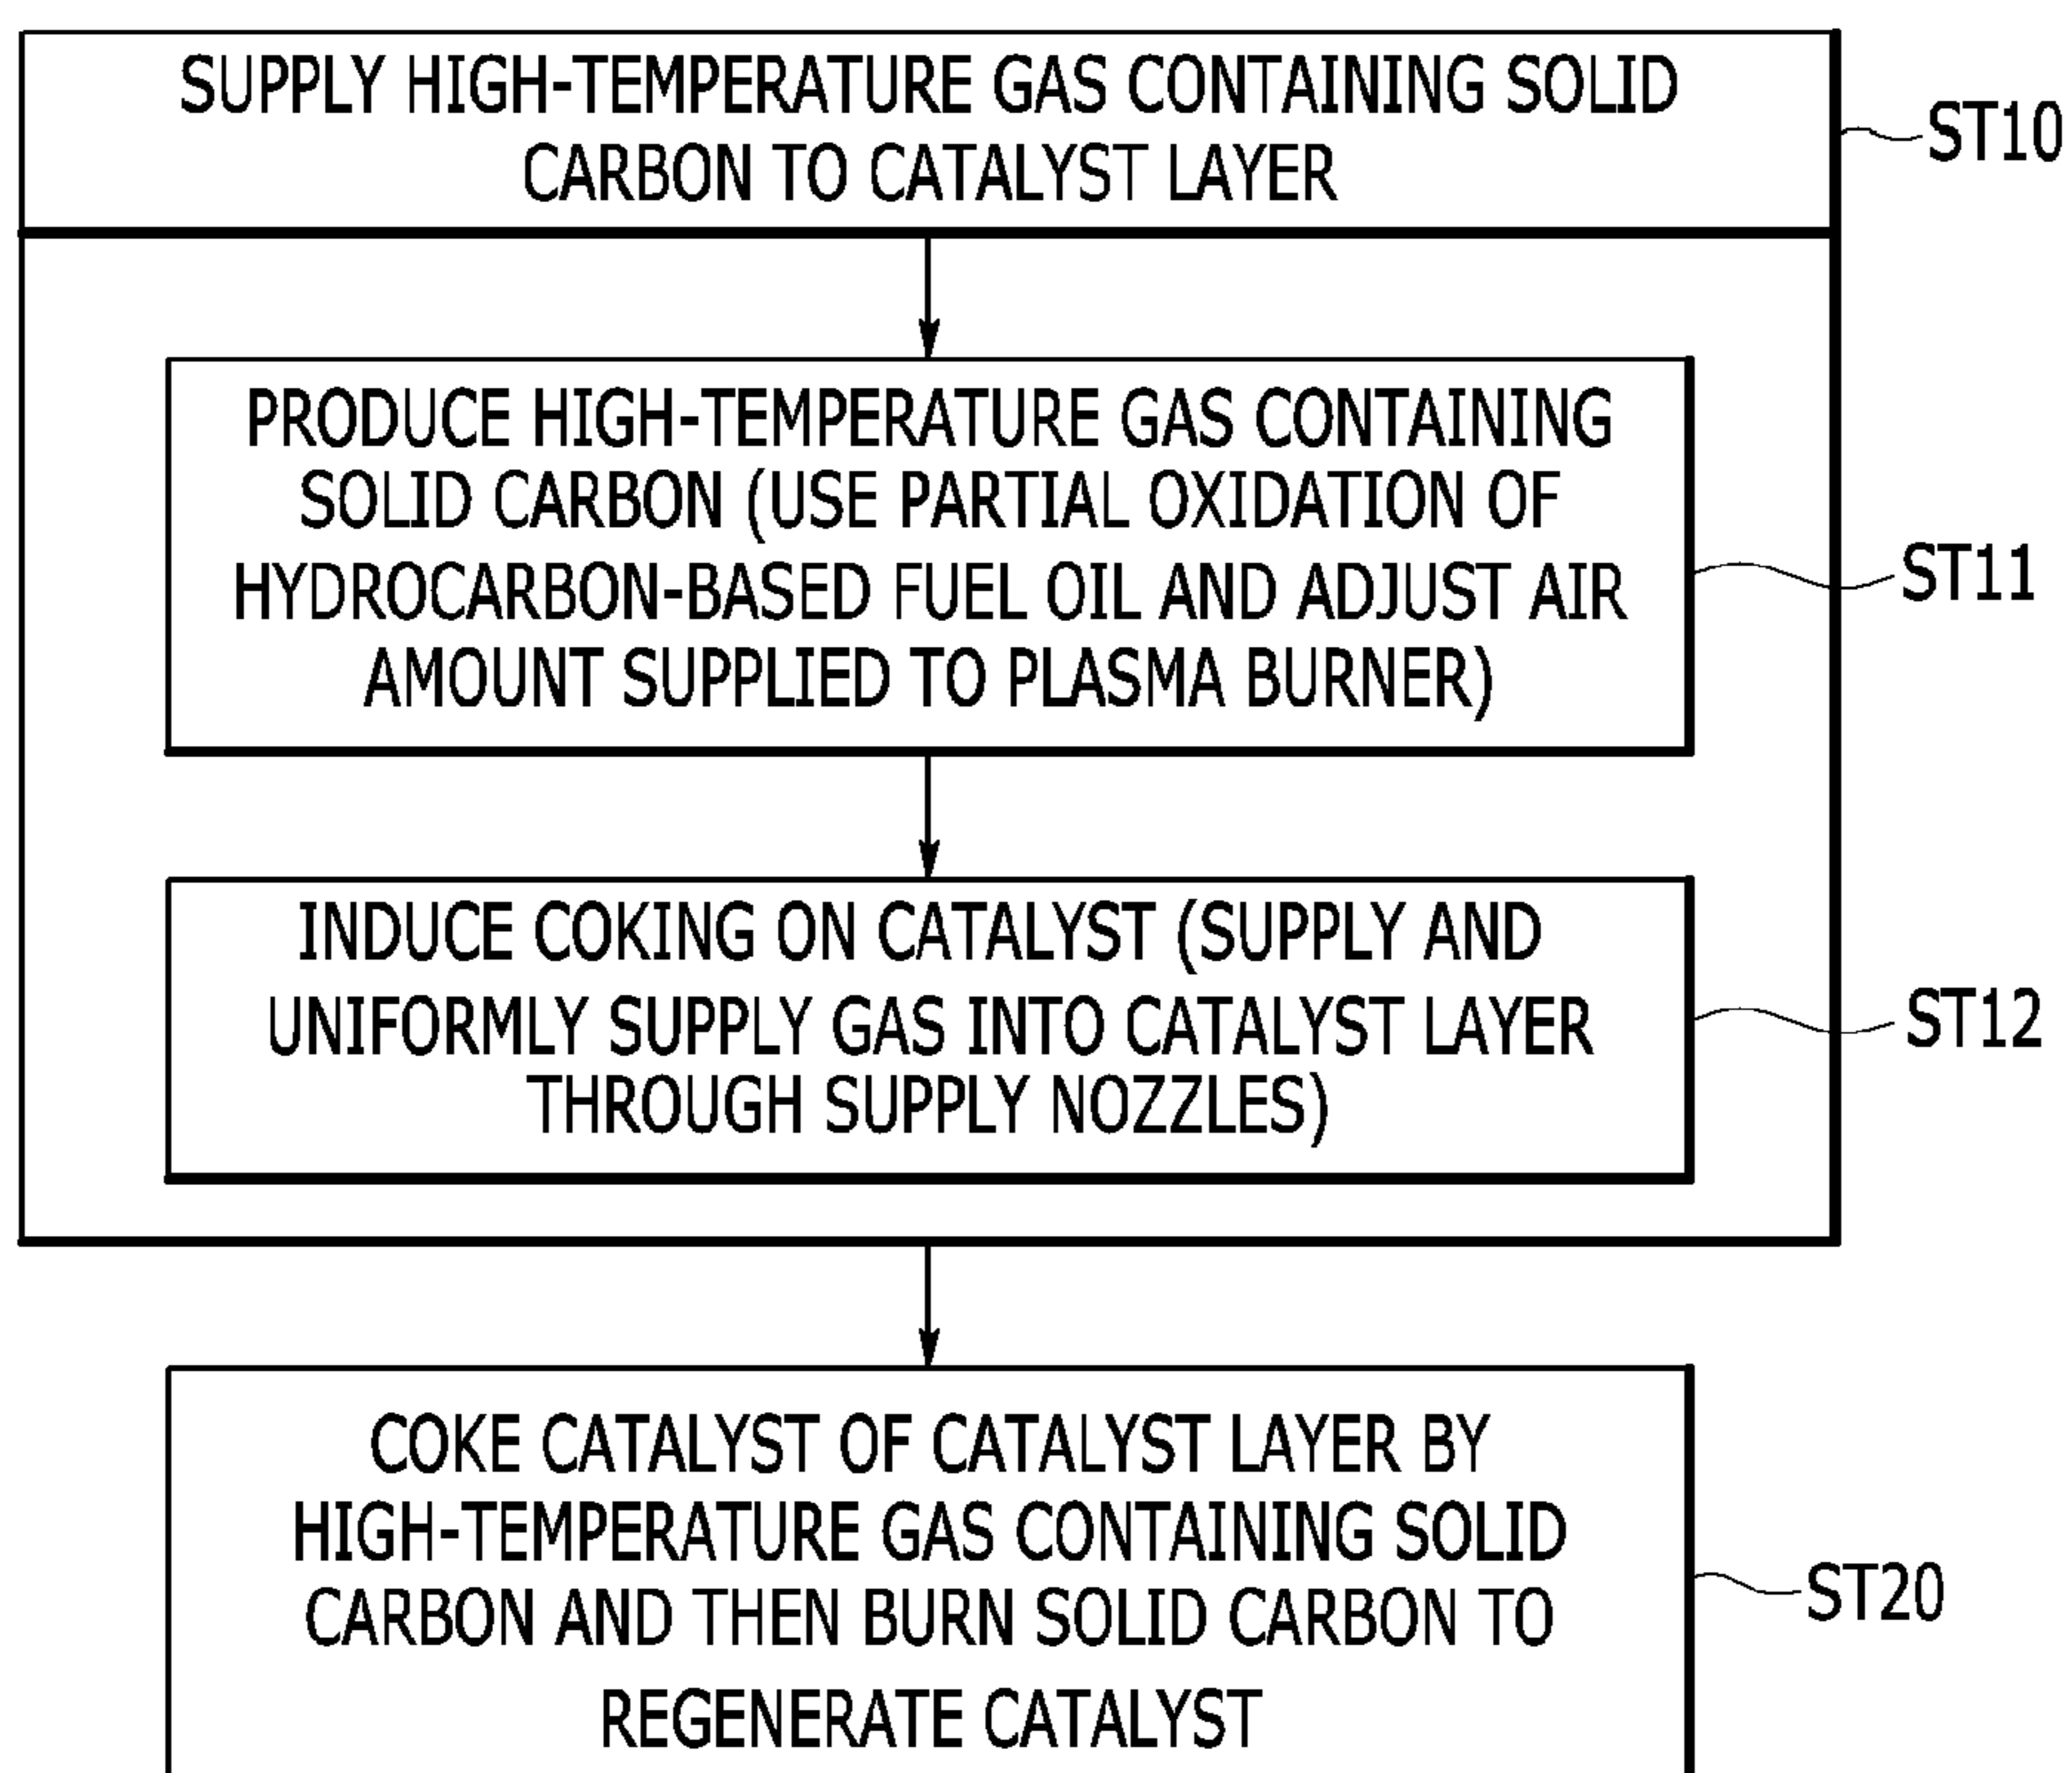 SUPPLY HIGH-TEMPERATURE GAS CONTAINING SOLID
CARBON TO CATALYST LAYER
ST10
PRODUCE HIGH-TEMPERATURE GAS CONTAINING
SOLID CARBON (USE PARTIAL OXIDATION OF
HYDROCARBON-BASED FUEL OIL AND ADJUST AIR
AMOUNT SUPPLIED TO PLASMA BURNER)
ST11
INDUCE COKING ON CATALYST (SUPPLY AND
UNIFORMLY SUPPLY GAS INTO CATALYST LAYER
THROUGH SUPPLY NOZZLES)
ST12
COKE CATALYST OF CATALYST LAYER BY
HIGH-TEMPERATURE GAS CONTAINING SOLID
CARBON AND THEN BURN SOLID CARBON TO
REGENERATE CATALYST
ST20